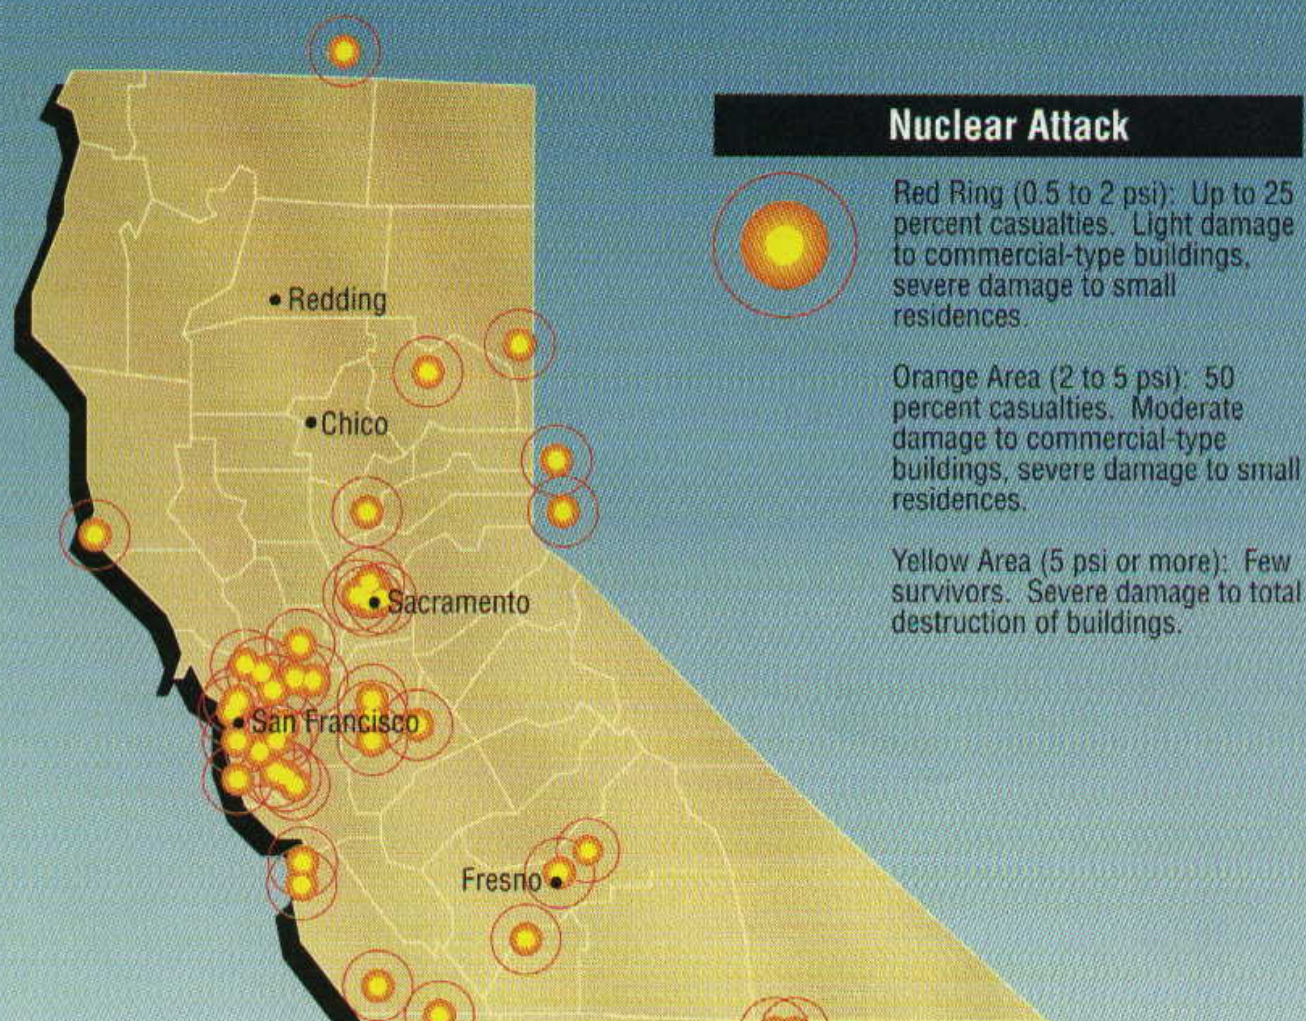 Nuclear Attack
Red Ring (0.5 to 2 psi): Up to 25
percent casualties. Light damage
to commercial-type buildings,
severe damage to small
residences.
Orange Area (2 to 5 psi): 50
percent casualties. Moderate
damage to commercial-type
buildings, severe damage to small
residences.
Yellow Area (5 psi or more): Few
survivors. Severe damage to total
destruction of buildings.
Redding
Chico
Sacramento
San Francisco
Fresno